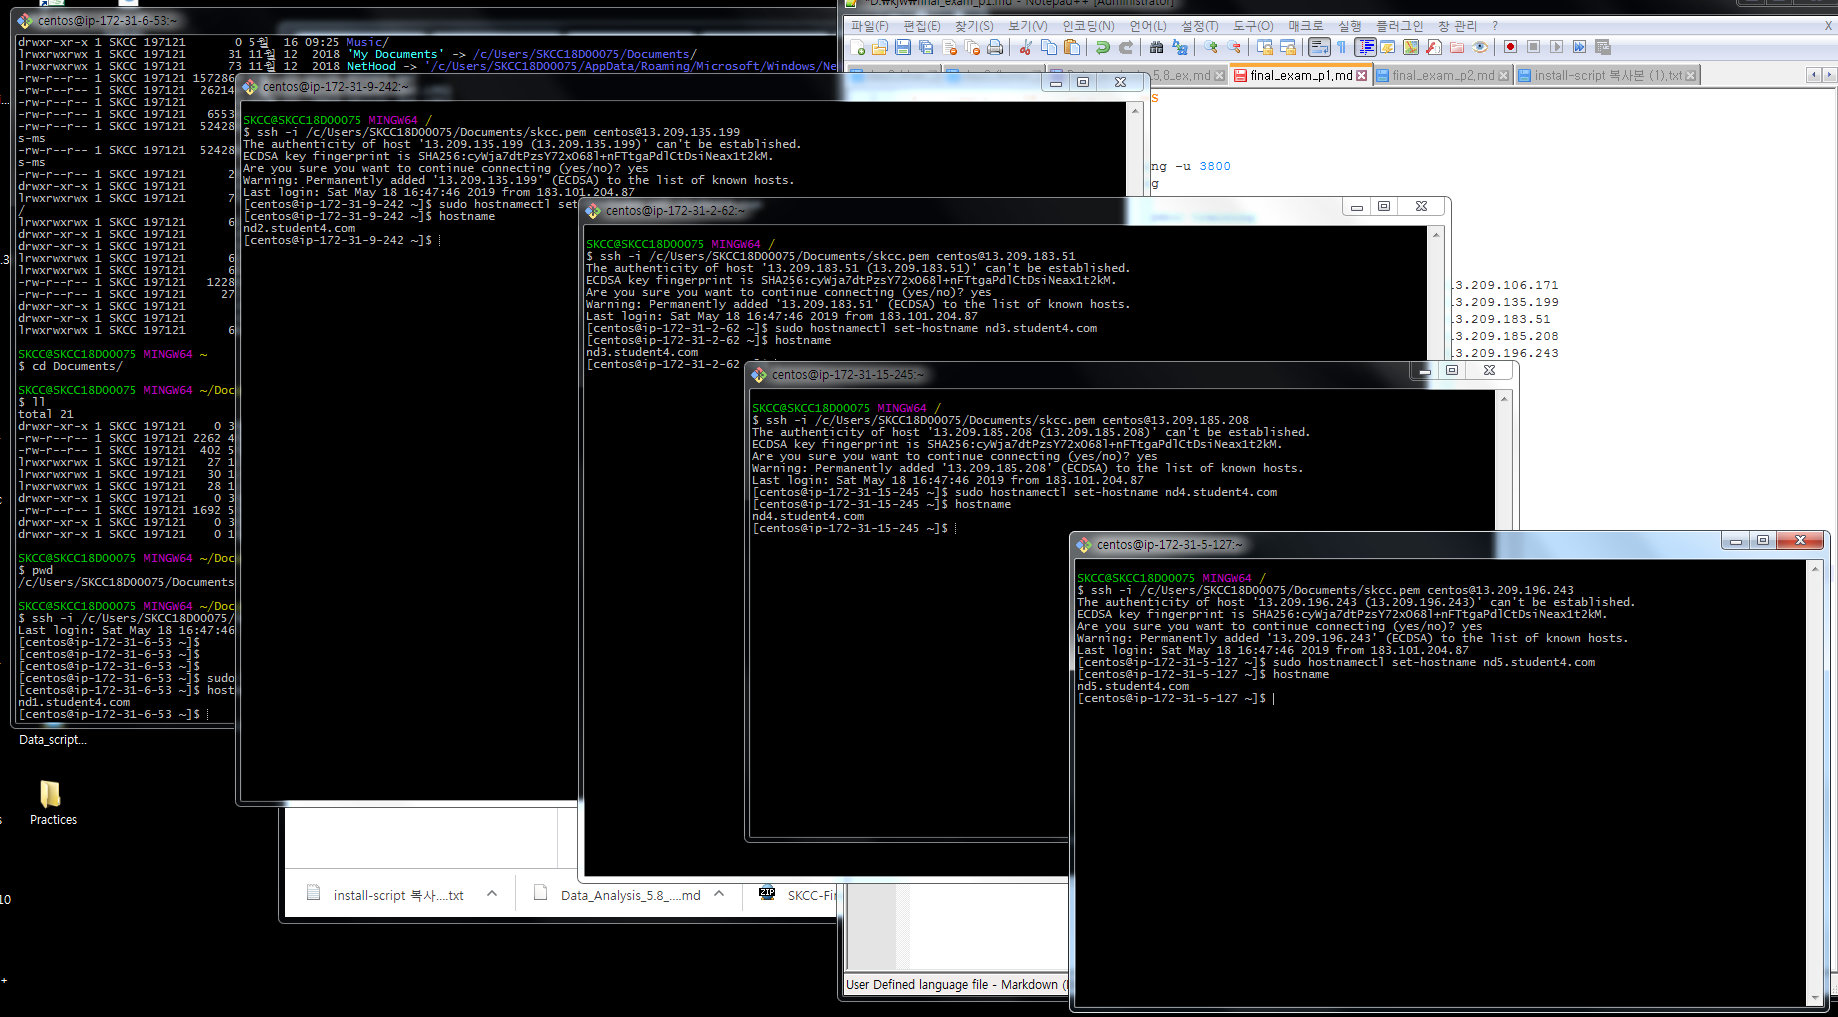 centos@ip-172-31-6-53:~
drwxr-xr-x 1 SKCC 197121 0 5월 16 09:25 Music/
lrwxrwxrwx 1 SKCC 197121 31 11월 12 2018 'My Documents' -> /c/Users/SKCC18D00075/Documents/
lrwxrwxrwx 1 SKCC 197121 73 11월 12 2018 NetHood -> '/c/Users/SKCC18D00075/AppData/Roaming/Microsoft/Windows/Ne
-rw-r--r-- 1 SKCC 197121 157286
-rw-r--r-- 1 SKCC 197121 26214
-rw-r--r-- 1 SKCC 197121
-rw-r--r-- 1 SKCC 197121 6553
-rw-r--r-- 1 SKCC 197121 52428
s-ms
-rw-r--r-- 1 SKCC 197121 52428
s-ms
-rw-r--r-- 1 SKCC 197121 2
drwxr-xr-x 1 SKCC 197121
lrwxrwxrwx 1 SKCC 197121 7
/
lrwxrwxrwx 1 SKCC 197121 6
drwxr-xr-x 1 SKCC 197121
drwxr-xr-x 1 SKCC 197121
lrwxrwxrwx 1 SKCC 197121 6
lrwxrwxrwx 1 SKCC 197121 6
-rw-r--r-- 1 SKCC 197121 1228
-rw-r--r-- 1 SKCC 197121 27
drwxr-xr-x 1 SKCC 197121
drwxr-xr-x 1 SKCC 197121
lrwxrwxrwx 1 SKCC 197121 6
SKCC@SKCC18D00075 MINGW64 ~
$ cd Documents/
SKCC@SKCC18D00075 MINGW64 ~/Doc
$ ll
total 21
drwxr-xr-x 1 SKCC 197121 0 3
-rw-r--r-- 1 SKCC 197121 2262 4
-rw-r--r-- 1 SKCC 197121 402 5
lrwxrwxrwx 1 SKCC 197121 27 1
lrwxrwxrwx 1 SKCC 197121 30 1
lrwxrwxrwx 1 SKCC 197121 28 1
drwxr-xr-x 1 SKCC 197121 0 3
-rw-r--r-- 1 SKCC 197121 1692 5
drwxr-xr-x 1 SKCC 197121 0 3
drwxr-xr-x 1 SKCC 197121 0 1
SKCC@SKCC18D00075 MINGW64 ~/Doc
$ pwd
/c/Users/SKCC18D00075/Documents
SKCC@SKCC18D00075 MINGW64 ~/Doc
$ ssh -i /c/Users/SKCC18D00075/
Last login: Sat May 18 16:47:46
[centos@ip-172-31-6-53 ~]$
[centos@ip-172-31-6-53 ~]$
[centos@ip-172-31-6-53 ~]$
[centos@ip-172-31-6-53 ~]$ sudo
[centos@ip-172-31-6-53 ~]$ host
nd1.student4.com
[centos@ip-172-31-6-53 ~]$
centos@ip-172-31-9-242:~
SKCC@SKCC18D00075 MINGW64 /
$ ssh -i /c/Users/SKCC18D00075/Documents/skcc.pem centos@13.209.135.199
The authenticity of host '13.209.135.199 (13.209.135.199)' can't be established.
ECDSA key fingerprint is SHA256:cyWja7dtPzsY72xO68l+nFTtgaPdlCtDsiNeax1t2kM.
Are you sure you want to continue connecting (yes/no)? yes
Warning: Permanently added '13.209.135.199' (ECDSA) to the list of known hosts.
Last login: Sat May 18 16:47:46 2019 from 183.101.204.87
[centos@ip-172-31-9-242 ~]$ sudo hostnamectl set
[centos@ip-172-31-9-242 ~]$ hostname
nd2.student4.com
[centos@ip-172-31-9-242 ~]$
centos@ip-172-31-2-62:~
SKCC@SKCC18D00075 MINGW64 /
$ ssh -i /c/Users/SKCC18D00075/Documents/skcc.pem centos@13.209.183.51
The authenticity of host '13.209.183.51 (13.209.183.51)' can't be established.
ECDSA key fingerprint is SHA256:cyWja7dtPzsY72xO68l+nFTtgaPdlCtDsiNeax1t2kM.
Are you sure you want to continue connecting (yes/no)? yes
Warning: Permanently added '13.209.183.51' (ECDSA) to the list of known hosts.
Last login: Sat May 18 16:47:46 2019 from 183.101.204.87
[centos@ip-172-31-2-62 ~]$ sudo hostnamectl set-hostname nd3.student4.com
[centos@ip-172-31-2-62 ~]$ hostname
nd3.student4.com
[centos@ip-172-31-2-62
centos@ip-172-31-15-245:~
SKCC@SKCC18D00075 MINGW64 /
$ ssh -i /c/Users/SKCC18D00075/Documents/skcc.pem centos@13.209.185.208
The authenticity of host '13.209.185.208 (13.209.185.208)' can't be established.
ECDSA key fingerprint is SHA256:cyWja7dtPzsY72xO68l+nFTtgaPdlCtDsiNeax1t2kM.
Are you sure you want to continue connecting (yes/no)? yes
Warning: Permanently added '13.209.185.208' (ECDSA) to the list of known hosts.
Last login: Sat May 18 16:47:46 2019 from 183.101.204.87
[centos@ip-172-31-15-245 ~]$ sudo hostnamectl set-hostname nd4.student4.com
[centos@ip-172-31-15-245 ~]$ hostname
nd4.student4.com
[centos@ip-172-31-15-245 ~]$
centos@ip-172-31-5-127:~
SKCC@SKCC18D00075 MINGW64 /
$ ssh -i /c/Users/SKCC18D00075/Documents/skcc.pem centos@13.209.196.243
The authenticity of host '13.209.196.243 (13.209.196.243)' can't be established.
ECDSA key fingerprint is SHA256:cyWja7dtPzsY72xO68l+nFTtgaPdlCtDsiNeax1t2kM.
Are you sure you want to continue connecting (yes/no)? yes
Warning: Permanently added '13.209.196.243' (ECDSA) to the list of known hosts.
Last login: Sat May 18 16:47:46 2019 from 183.101.204.87
[centos@ip-172-31-5-127 ~]$ sudo hostnamectl set-hostname nd5.student4.com
[centos@ip-172-31-5-127 ~]$ hostname
nd5.student4.com
[centos@ip-172-31-5-127 ~]$
*D:\kjw\final_exam_p1.md - Notepad++ [Administrator]
파일(F) 편집(E) 찾기(S) 보기(V) 인코딩(N) 언어(L) 설정(T) 도구(O) 매크로 실행 플러그인 창 관리 ? X
5.8_ex.md final_exam_p1.md final_exam_p2.md install-script 복사본 (1).txt
s
ng -u 3800
g
13.209.106.171
13.209.135.199
13.209.183.51
13.209.185.208
13.209.196.243
User Defined language file - Markdown (
Data_script...
Practices
install-script 복사....txt
Data_Analysis_5.8_....md
ZIP SKCC-Fin
.3
10
+